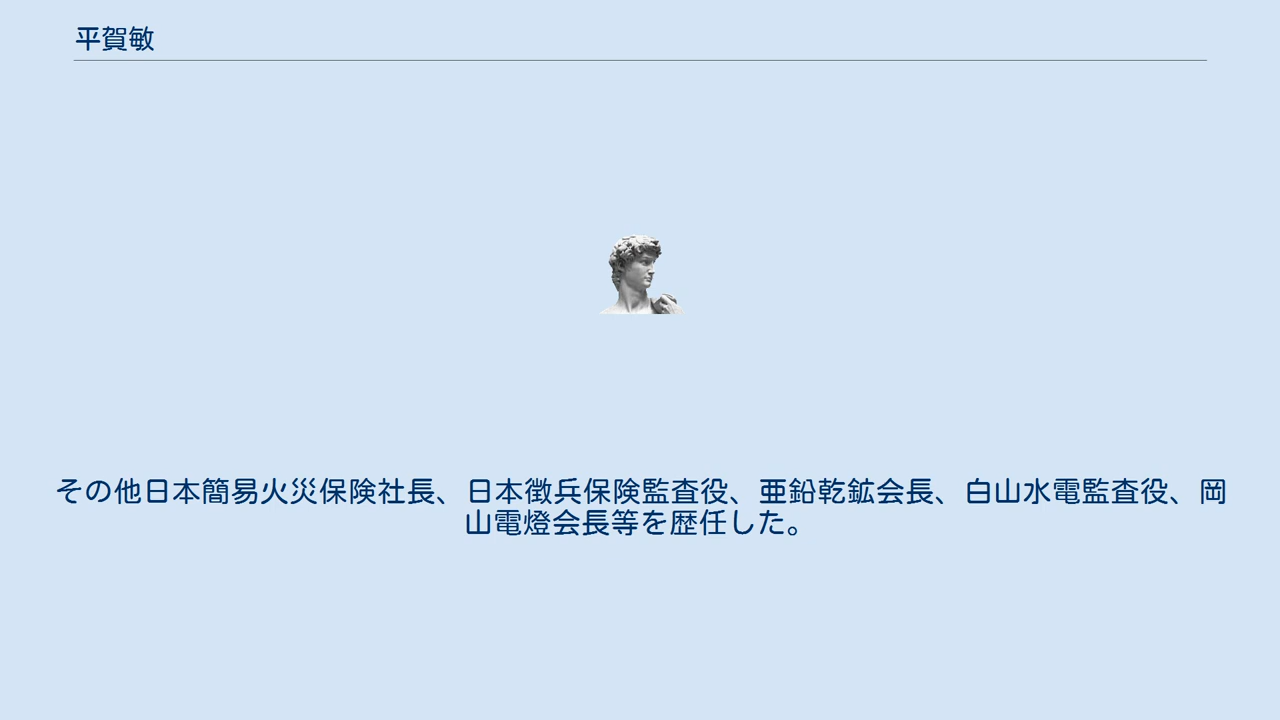 平賀敏
その他日本簡易火災保険社長、日本徴兵保険監査役、亜鉛乾鉱会長、白山水電監査役、岡
山電燈会長等を歴任した。